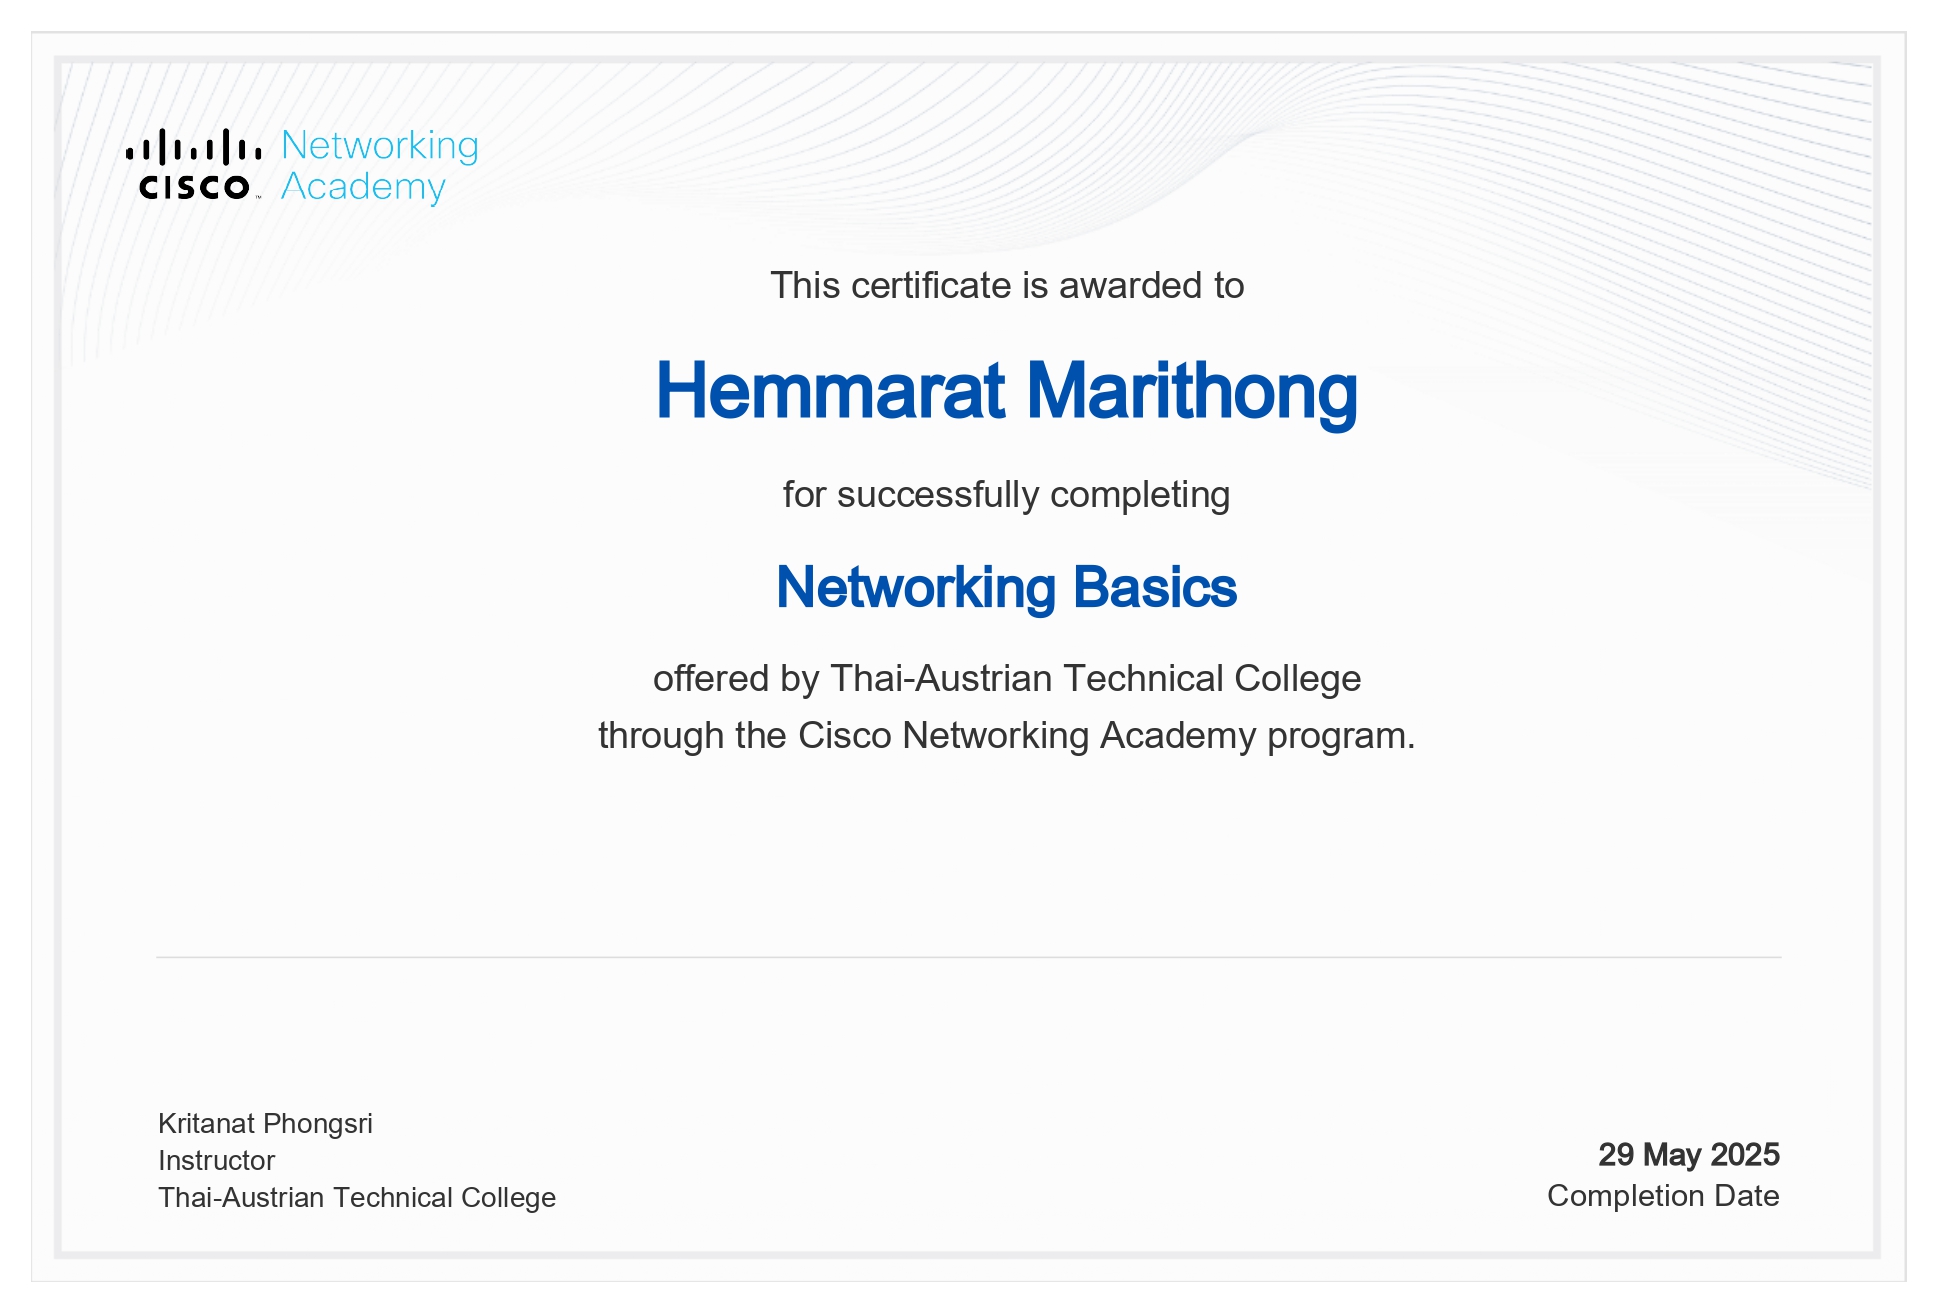 cisco™ Networking
Academy
This certificate is awarded to
Hemmarat Marithong
for successfully completing
Networking Basics
offered by Thai-Austrian Technical College
through the Cisco Networking Academy program.
Kritanat Phongsri
Instructor
Thai-Austrian Technical College
29 May 2025
Completion Date